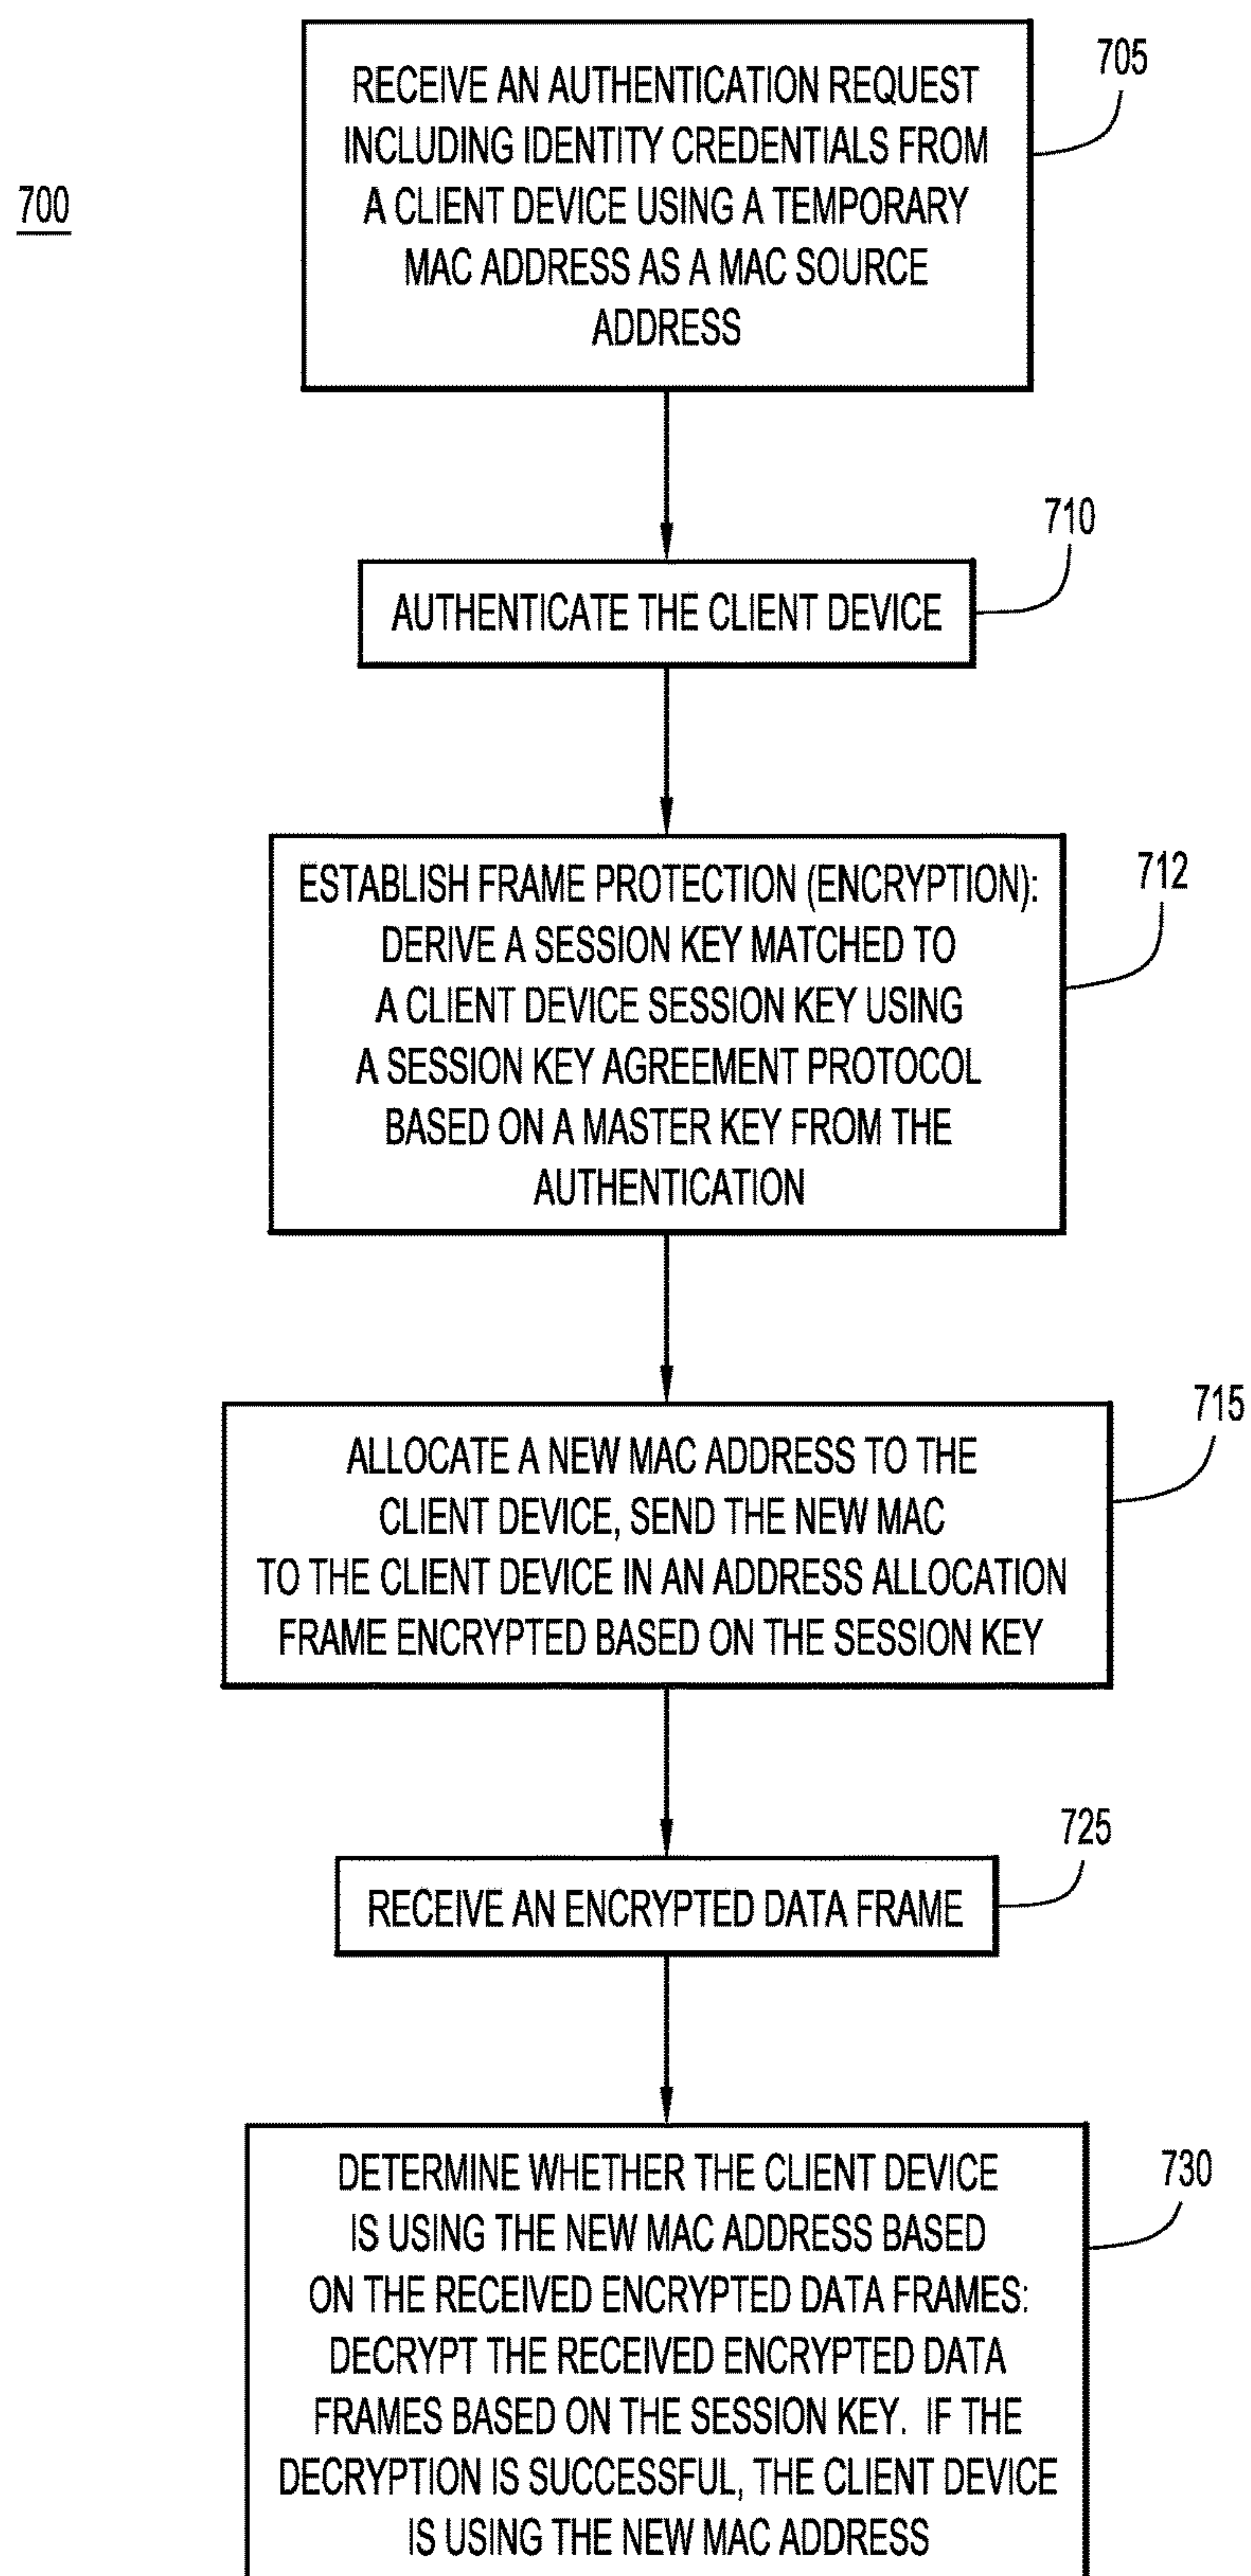 700
RECEIVE AN AUTHENTICATION REQUEST
INCLUDING IDENTITY CREDENTIALS FROM
A CLIENT DEVICE USING A TEMPORARY
MAC ADDRESS AS A MAC SOURCE
ADDRESS
705
AUTHENTICATE THE CLIENT DEVICE
710
ESTABLISH FRAME PROTECTION (ENCRYPTION):
DERIVE A SESSION KEY MATCHED TO
A CLIENT DEVICE SESSION KEY USING
A SESSION KEY AGREEMENT PROTOCOL
BASED ON A MASTER KEY FROM THE
AUTHENTICATION
712
ALLOCATE A NEW MAC ADDRESS TO THE
CLIENT DEVICE, SEND THE NEW MAC
TO THE CLIENT DEVICE IN AN ADDRESS ALLOCATION
FRAME ENCRYPTED BASED ON THE SESSION KEY
715
RECEIVE AN ENCRYPTED DATA FRAME
725
DETERMINE WHETHER THE CLIENT DEVICE
IS USING THE NEW MAC ADDRESS BASED
ON THE RECEIVED ENCRYPTED DATA FRAMES:
DECRYPT THE RECEIVED ENCRYPTED DATA
FRAMES BASED ON THE SESSION KEY. IF THE
DECRYPTION IS SUCCESSFUL, THE CLIENT DEVICE
IS USING THE NEW MAC ADDRESS
730